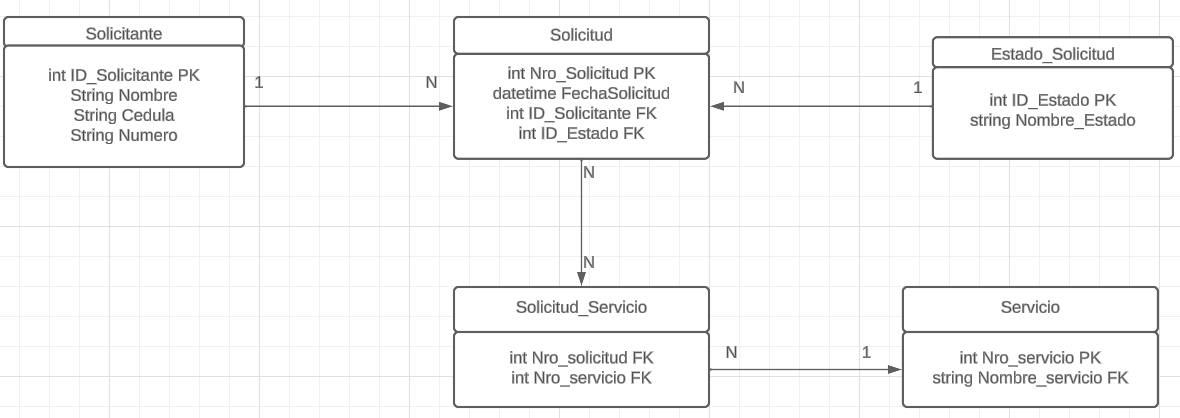 Solicitante
int ID_Solicitante PK
String Nombre
String Cedula
String Numero
1
N
Solicitud
int Nro_Solicitud PK
datetime FechaSolicitud
int ID_Solicitante FK
int ID_Estado FK
N
1
Estado_Solicitud
int ID_Estado PK
string Nombre_Estado
N
N
Solicitud_Servicio
int Nro_solicitud FK
int Nro_servicio FK
N
1
Servicio
int Nro_servicio PK
string Nombre_servicio FK